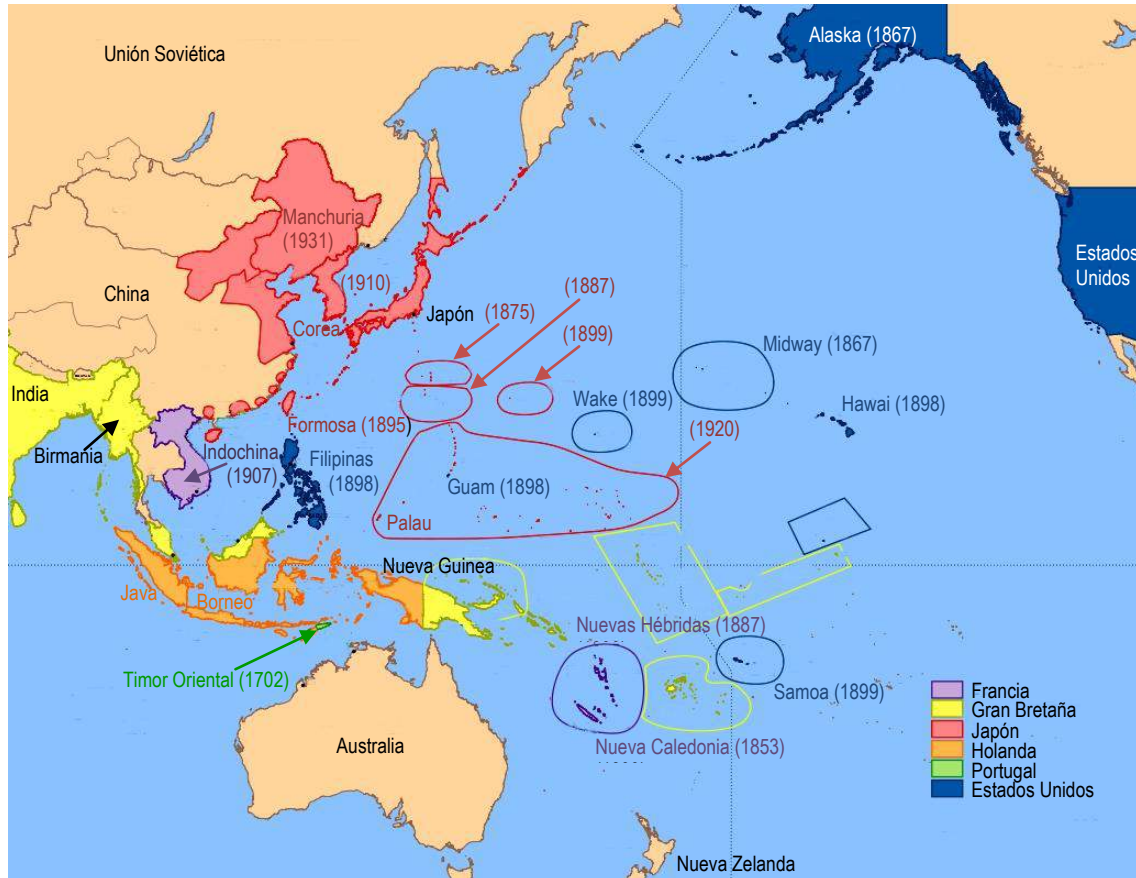 Alaska (1867)
Unión Soviética
Manchuria
(1931)
Estados
Unidos
China
(1910)
(1887)
(1875)
Japón
Corea
(1899)
Midway (1867)
India
Wake (1899)
Hawai (1898)
Formosa (1895)
(1920)
Birmania
Indochina
(1907)
Filipinas
(1898)
Guam (1898)
Palau
Nueva Guinea
Java
Borneo
Nuevas Hébridas (1887)
Timor Oriental (1702)
Samoa (1899)
Australia
Nueva Caledonia (1853)
Francia
Gran Bretaña
Japón
Holanda
Portugal
Estados Unidos
Nueva Zelanda